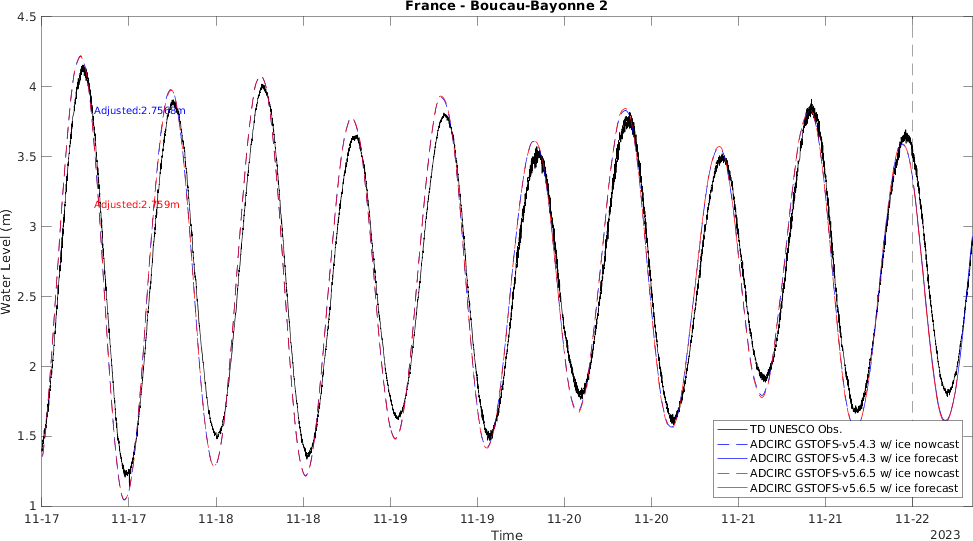 France - Boucau-Bayonne 2
4.5
4
3.5
3
2.5
2
1.5
1
Water Level (m)
Adjusted:2.759m
TD UNESCO Obs.
ADCIRC GSTOFS-v5.4.3 w/ ice nowcast
ADCIRC GSTOFS-v5.4.3 w/ ice forecast
ADCIRC GSTOFS-v5.6.5 w/ ice nowcast
ADCIRC GSTOFS-v5.6.5 w/ ice forecast
11-17 11-17 11-18 11-18 11-19 11-19 11-20 11-20 11-21 11-21 11-22
Time
2023